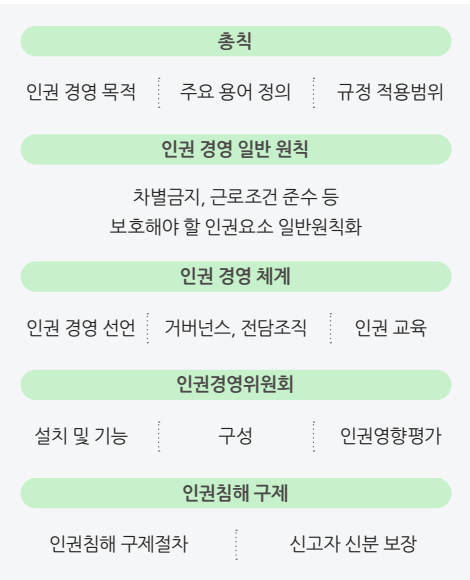 총칙
인권 경영 목적 주요 용어 정의 규정 적용범위
인권 경영 일반 원칙
차별금지, 근로조건 준수 등
보호해야 할 인권요소 일반원칙화
인권 경영 체계
인권 경영 선언 거버넌스, 전담조직 인권 교육
인권경영위원회
설치 및 기능 구성 인권영향평가
인권침해 구제
인권침해 구제절차 신고자 신분 보장